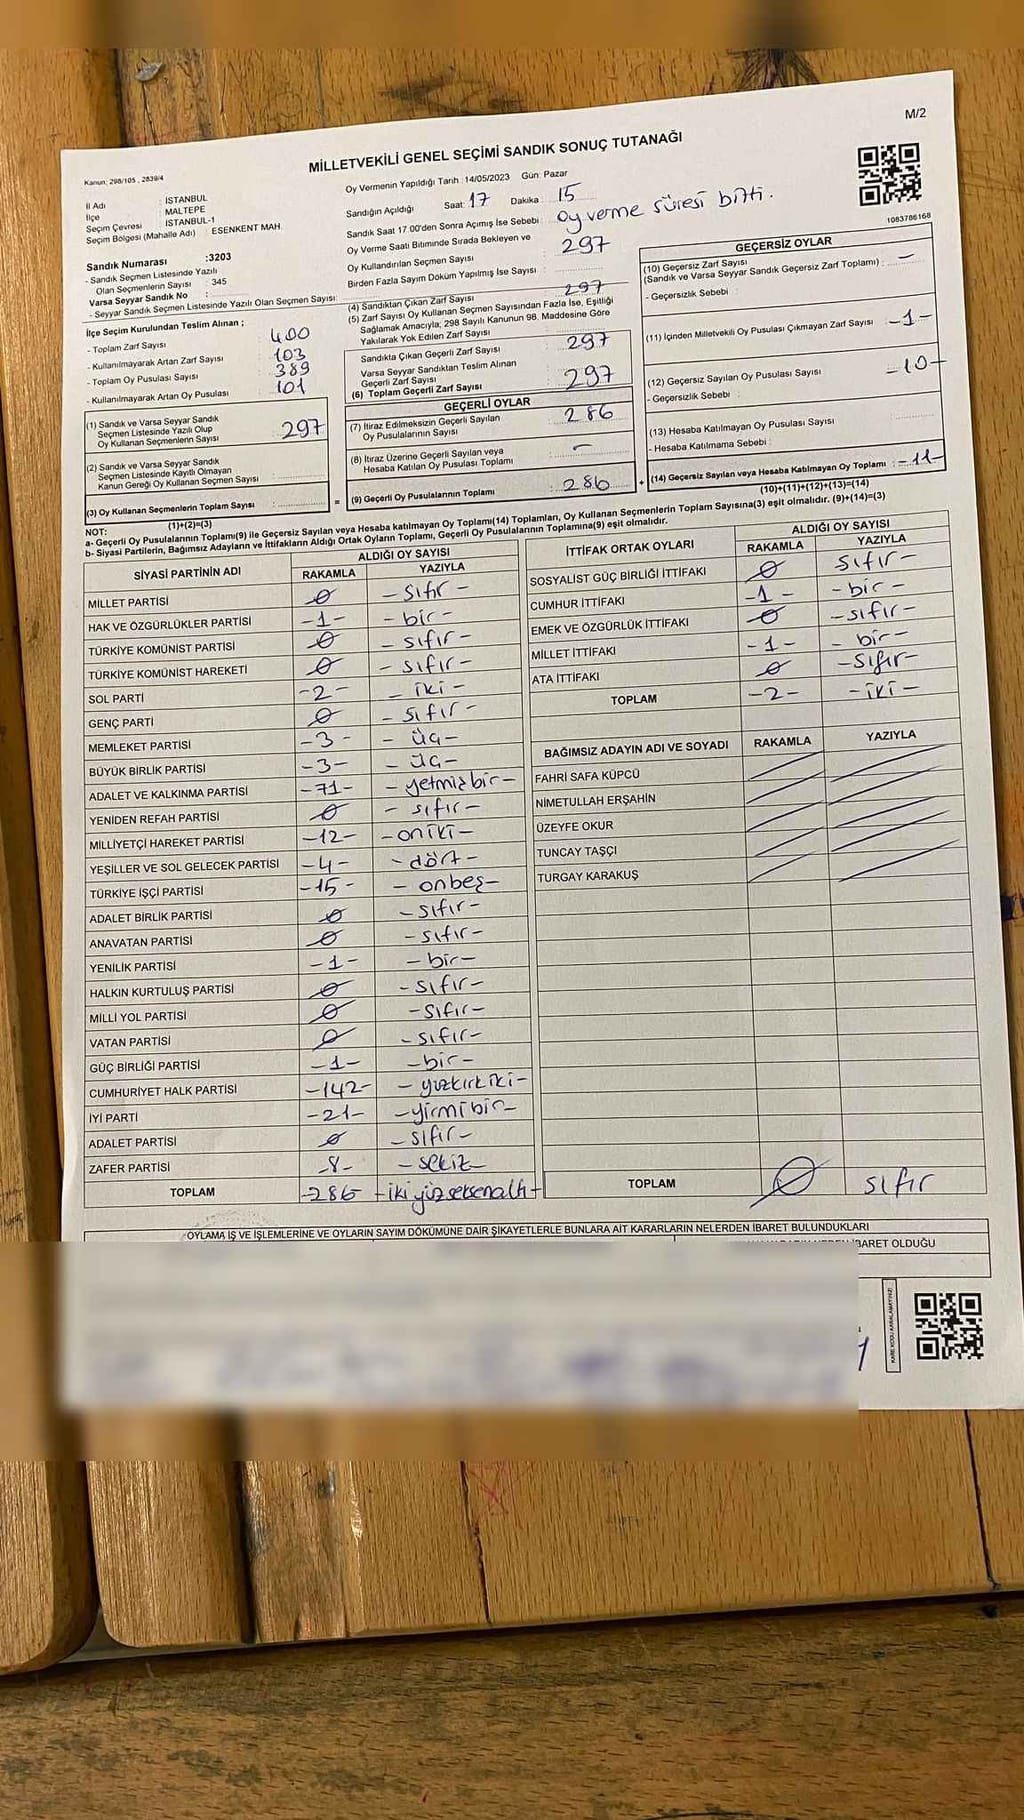 M/2
MİLLETVEKİLİ GENEL SEÇİMİ SANDIK SONUÇ TUTANAĞI
Kanun: 298/105 , 2839/4
1083786168
İl Adı : İSTANBUL
İlçe : MALTEPE
Seçim Çevresi : İSTANBUL-1
Seçim Bölgesi (Mahalle Adı) ESENKENT MAH.
Sandık Numarası :3203
- Sandık Seçmen Listesinde Yazılı
Olan Seçmenlerin Sayısı : 345
Varsa Seyyar Sandık No :
- Seyyar Sandık Seçmen Listesinde Yazılı Olan Seçmen Sayısı:
İlçe Seçim Kurulundan Teslim Alınan ;
- Toplam Zarf Sayısı : 400
- Kullanılmayarak Artan Zarf Sayısı : 103
- Toplam Oy Pusulası Sayısı : 389
- Kullanılmayarak Artan Oy Pusulası : 101
(1) Sandık ve Varsa Seyyar Sandık
Seçmen Listesinde Yazılı Olup
Oy Kullanan Seçmenlerin Sayısı : 297
(2) Sandık ve Varsa Seyyar Sandık
Seçmen Listesinde Kayıtlı Olmayan
Kanun Gereği Oy Kullanan Seçmen Sayısı :
(3) Oy Kullanan Seçmenlerin Toplam Sayısı :
(1)+(2)=(3)
Oy Vermenin Yapıldığı Tarih :14/05/2023 Gün: Pazar
Sandığın Açıldığı Saat: 17 Dakika : 15
Sandık Saat 17.00'den Sonra Açımış İse Sebebi : oy verme süresi bitti.
Oy Verme Saati Bitiminde Sırada Bekleyen ve
Oy Kullandırılan Seçmen Sayısı : 297
Birden Fazla Sayım Döküm Yapılmış İse Sayısı :
(4) Sandıktan Çıkan Zarf Sayısı : 297
(5) Zarf Sayısı Oy Kullanan Seçmen Sayısından Fazla İse, Eşitliği
Sağlamak Amacıyla; 298 Sayılı Kanunun 98. Maddesine Göre
Yakılarak Yok Edilen Zarf Sayısı :
Sandıkta Çıkan Geçerli Zarf Sayısı : 297
Varsa Seyyar Sandıktan Teslim Alınan
Geçerli Zarf Sayısı :
(6) Toplam Geçerli Zarf Sayısı : 297
GEÇERLİ OYLAR
(7) İtiraz Edilmeksizin Geçerli Sayılan
Oy Pusulalarının Sayısı : 286
(8) İtiraz Üzerine Geçerli Sayılan veya
Hesaba Katılan Oy Pusulası Toplamı : -
= (9) Geçerli Oy Pusulalarının Toplamı : 286 +
GEÇERSİZ OYLAR
(10) Geçersiz Zarf Sayısı
(Sandık ve Varsa Seyyar Sandık Geçersiz Zarf Toplamı) : -
- Geçersizlik Sebebi :
(11) İçinden Milletvekili Oy Pusulası Çıkmayan Zarf Sayısı : -1-
(12) Geçersiz Sayılan Oy Pusulası Sayısı : -10-
-Geçersizlik Sebebi :
(13) Hesaba Katılmayan Oy Pusulası Sayısı :
- Hesaba Katılmama Sebebi :
(14) Geçersiz Sayılan veya Hesaba Katılmayan Oy Toplamı : -11-
(10)+(11)+(12)+(13)=(14)
NOT:
a- Geçerli Oy Pusulalarının Toplamı(9) ile Geçersiz Sayılan veya Hesaba katılmayan Oy Toplamı(14) Toplamları, Oy Kullanan Seçmenlerin Toplam Sayısına(3) eşit olmalıdır. (9)+(14)=(3)
b- Siyasi Partilerin, Bağımsız Adayların ve İttifakların Aldığı Ortak Oyların Toplamı, Geçerli Oy Pusulalarının Toplamına(9) eşit olmalıdır.
SİYASİ PARTİNİN ADI ALDIĞI OY SAYISI
RAKAMLA YAZIYLA
MİLLET PARTİSİ 0 - sıfır -
HAK VE ÖZGÜRLÜKLER PARTİSİ -1- - bir -
TÜRKİYE KOMÜNİST PARTİSİ 0 - sıfır -
TÜRKİYE KOMÜNİST HAREKETİ 0 - sıfır -
SOL PARTİ -2- - iki -
GENÇ PARTİ 0 - sıfır -
MEMLEKET PARTİSİ -3- - üç -
BÜYÜK BİRLİK PARTİSİ -3- - üç -
ADALET VE KALKINMA PARTİSİ -71- - yetmişbir -
YENİDEN REFAH PARTİSİ 0 - sıfır -
MİLLİYETÇİ HAREKET PARTİSİ -12- - oniki -
YEŞİLLER VE SOL GELECEK PARTİSİ -4- - dört -
TÜRKİYE İŞÇİ PARTİSİ -15- - onbeş -
ADALET BİRLİK PARTİSİ 0 - sıfır -
ANAVATAN PARTİSİ 0 - sıfır -
YENİLİK PARTİSİ -1- - bir -
HALKIN KURTULUŞ PARTİSİ 0 - sıfır -
MİLLİ YOL PARTİSİ 0 - sıfır -
VATAN PARTİSİ 0 - sıfır -
GÜÇ BİRLİĞİ PARTİSİ -1- - bir -
CUMHURİYET HALK PARTİSİ -142- - yüzkırkiki -
İYİ PARTİ -21- - yirmibir -
ADALET PARTİSİ 0 - sıfır -
ZAFER PARTİSİ -8- - sekiz -
TOPLAM -286- - ikiyüzseksenaltı -
İTTİFAK ORTAK OYLARI ALDIĞI OY SAYISI
RAKAMLA YAZIYLA
SOSYALİST GÜÇ BİRLİĞİ İTTİFAKI 0 sıfır -
CUMHUR İTTİFAKI -1- - bir -
EMEK VE ÖZGÜRLÜK İTTİFAKI 0 - sıfır -
MİLLET İTTİFAKI -1- - bir -
ATA İTTİFAKI 0 - sıfır -
TOPLAM -2- - iki -
BAĞIMSIZ ADAYIN ADI VE SOYADI RAKAMLA YAZIYLA
FAHRİ SAFA KÜPCÜ
NİMETULLAH ERŞAHİN
ÜZEYFE OKUR
TUNCAY TAŞÇI
TURGAY KARAKUŞ
TOPLAM 0 sıfır
OYLAMA İŞ VE İŞLEMLERİNE VE OYLARIN SAYIM DÖKÜMÜNE DAİR ŞİKAYETLERLE BUNLARA AİT KARARLARIN NELERDEN İBARET BULUNDUKLARI
İBARET OLDUĞU
KARE KODU KARALAMAYINIZ!